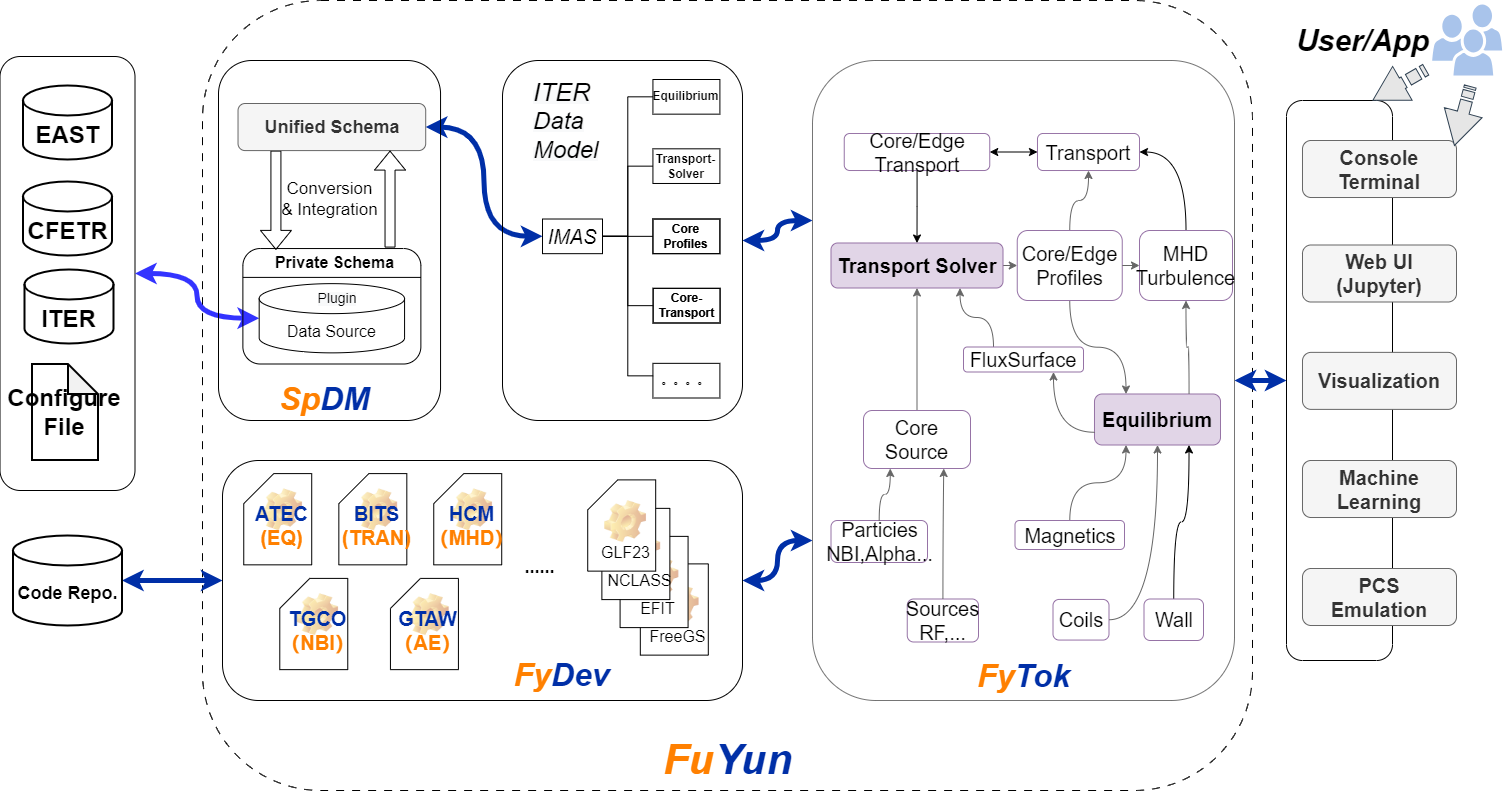 User/App
EAST
CFETR
ITER
Configure
File
Code Repo.
Unified Schema
Conversion
& Integration
Private Schema
Plugin
Data Source
SpDM
ITER
Data
Model
IMAS
Equilibrium
Transport-
Solver
Core
Profiles
Core-
Transport
。。。。
ATEC
(EQ)
BITS
(TRAN)
HCM
(MHD)
TGCO
(NBI)
GTAW
(AE)
......
GLF23
NCLASS
EFIT
FreeGS
FyDev
Core/Edge
Transport
Transport
Transport Solver
Core/Edge
Profiles
MHD
Turbulence
FluxSurface
Equilibrium
Core
Source
Particies
NBI,Alpha...
Magnetics
Sources
RF,...
Coils
Wall
FyTok
FuYun
Console
Terminal
Web UI
(Jupyter)
Visualization
Machine
Learning
PCS
Emulation